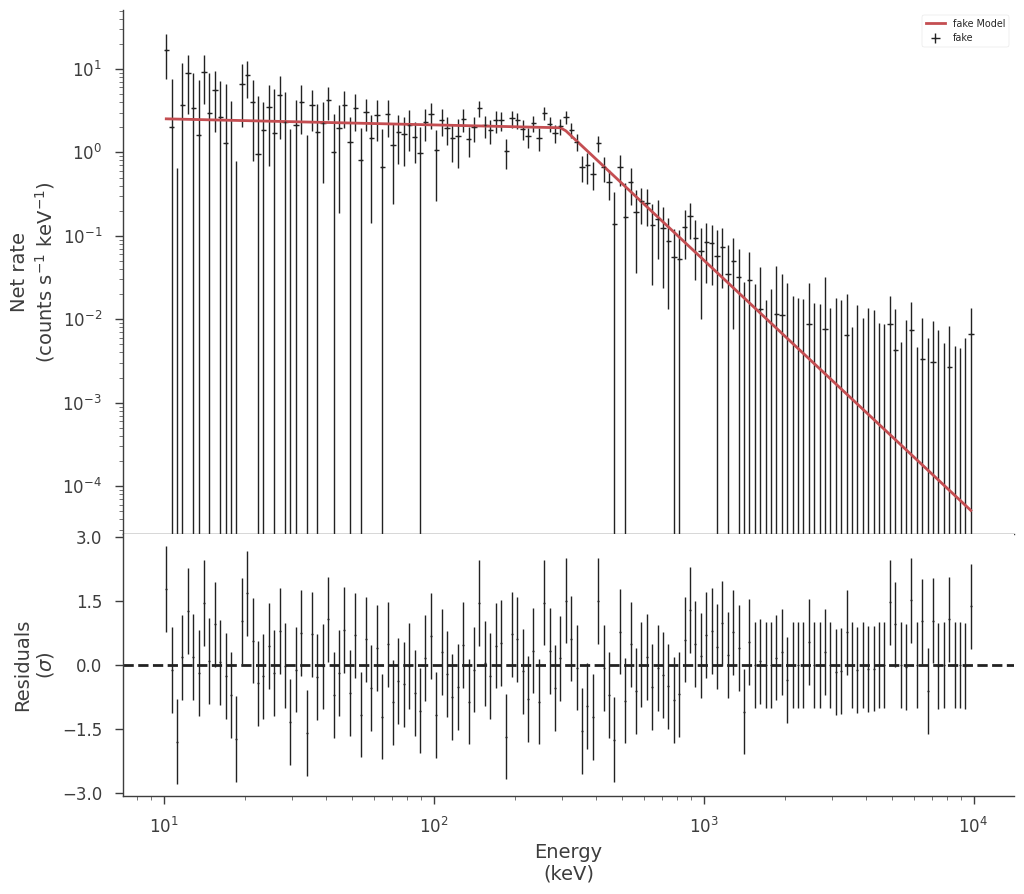 fake Model
fake
10¹
10⁰
10⁻¹
10⁻²
10⁻³
10⁻⁴
Net rate
(counts s⁻¹ keV⁻¹)
3.0
1.5
0.0
−1.5
−3.0
Residuals
(σ)
10¹
10²
10³
10⁴
Energy
(keV)